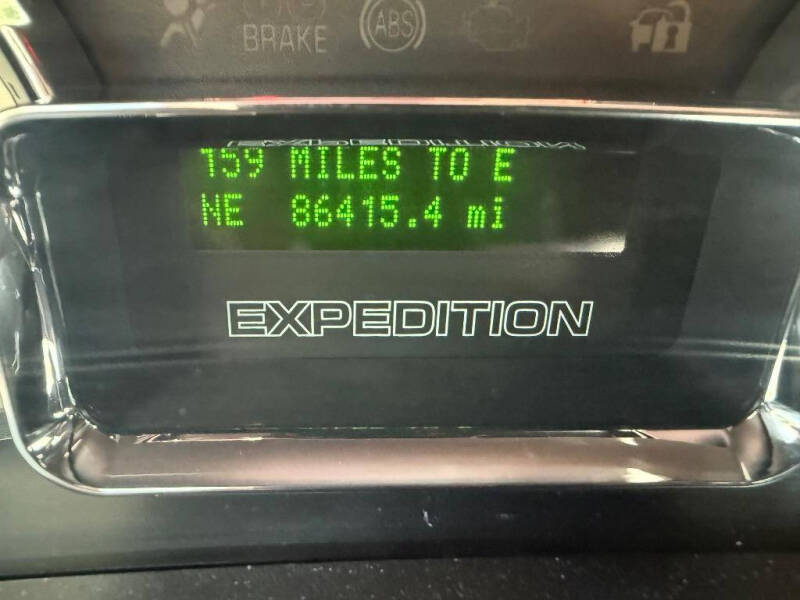 BRAKE ABS
159 MILES TO E
NE 86415.4 mi
EXPEDITION